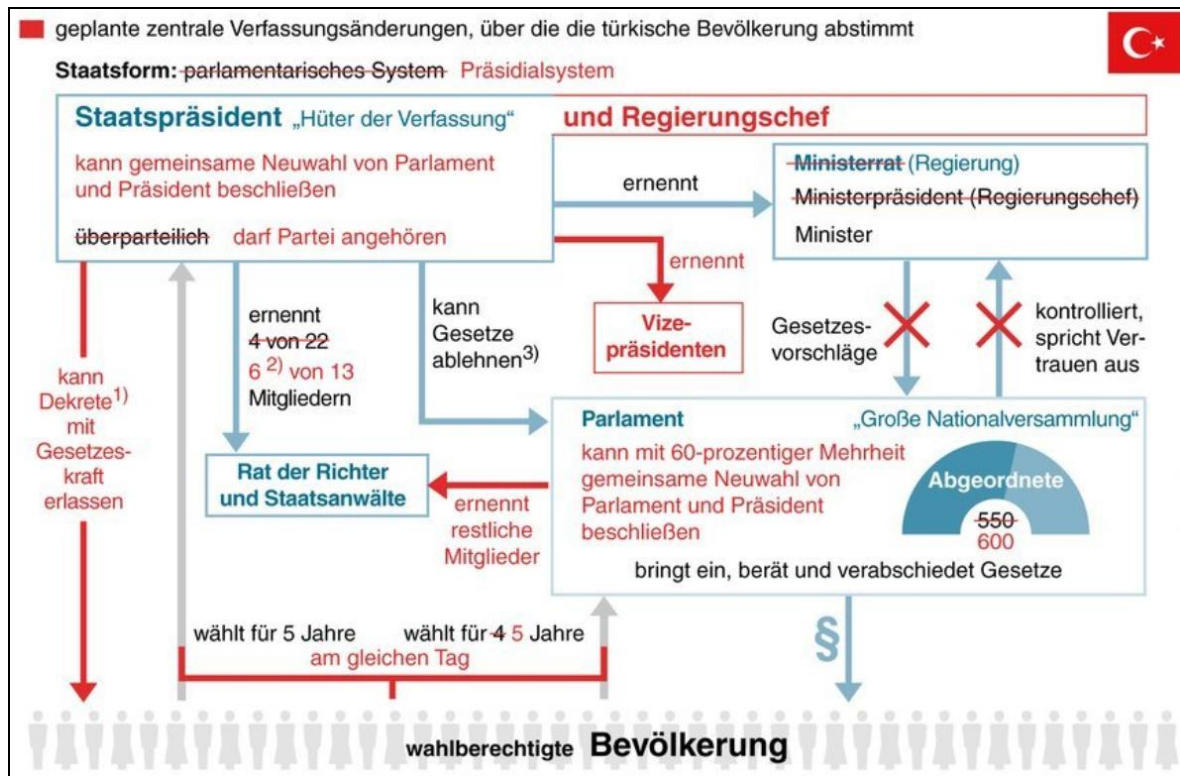 geplante zentrale Verfassungsänderungen, über die die türkische Bevölkerung abstimmt
Staatsform: parlamentarisches System Präsidialsystem
Staatspräsident „Hüter der Verfassung“ und Regierungschef
kann gemeinsame Neuwahl von Parlament
und Präsident beschließen
überparteilich darf Partei angehören
ernennt
Ministerrat (Regierung)
Ministerpräsident (Regierungschef)
Minister
ernennt
Vize-
präsidenten
kann
Dekrete1)
mit
Gesetzes-
kraft
erlassen
ernennt
4 von 22
6 2) von 13
Mitgliedern
kann
Gesetze
ablehnen3)
Gesetzes-
vorschläge
kontrolliert,
spricht Ver-
trauen aus
Rat der Richter
und Staatsanwälte
ernennt
restliche
Mitglieder
Parlament „Große Nationalversammlung“
kann mit 60-prozentiger Mehrheit
gemeinsame Neuwahl von
Parlament und Präsident
beschließen
Abgeordnete
550
600
bringt ein, berät und verabschiedet Gesetze
wählt für 5 Jahre
wählt für 4 5 Jahre
am gleichen Tag
§
wahlberechtigte Bevölkerung